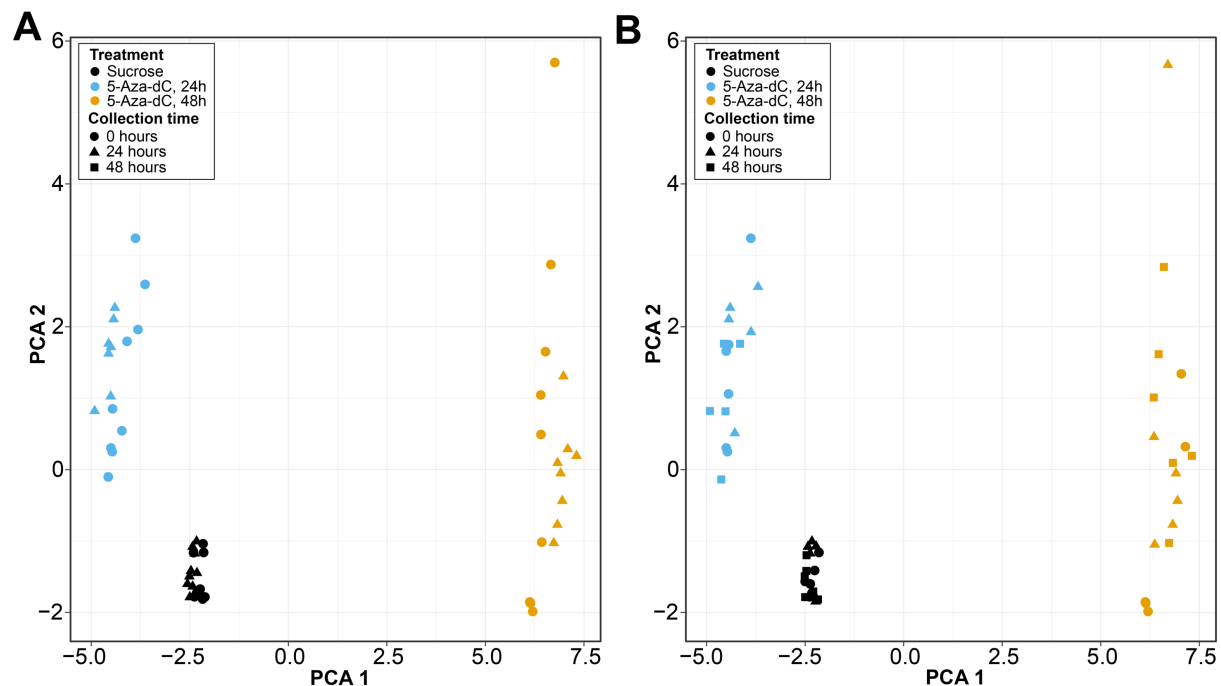 A
Treatment
Sucrose
5-Aza-dC, 24h
5-Aza-dC, 48h
Collection time
0 hours
24 hours
48 hours
6
4
2
0
−2
PCA 2
−5.0
−2.5
0.0
2.5
5.0
7.5
PCA 1
B
Treatment
Sucrose
5-Aza-dC, 24h
5-Aza-dC, 48h
Collection time
0 hours
24 hours
48 hours
6
4
2
0
−2
PCA 2
−5.0
−2.5
0.0
2.5
5.0
7.5
PCA 1